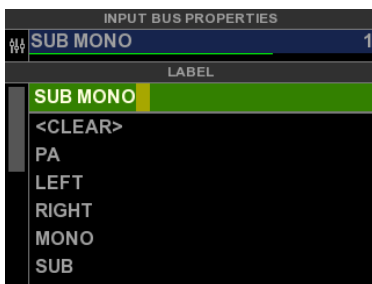 INPUT BUS PROPERTIES
SUB MONO 1
LABEL
SUB MONO
<CLEAR>
PA
LEFT
RIGHT
MONO
SUB